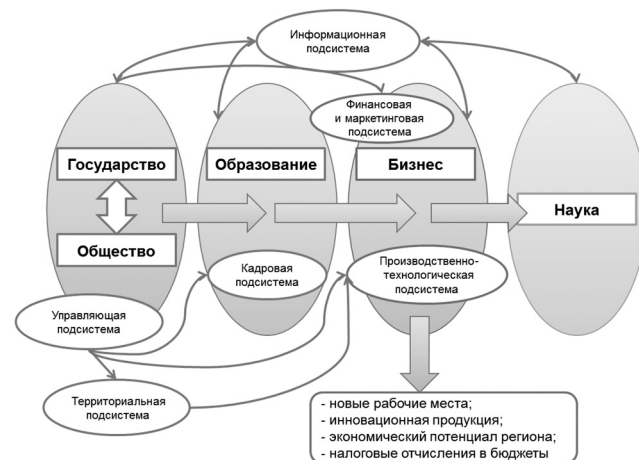 Информационная
подсистема
Финансовая
и маркетинговая
подсистема
Государство
Образование
Бизнес
Наука
Общество
Кадровая
подсистема
Производственно-
технологическая
подсистема
Управляющая
подсистема
Территориальная
подсистема
- новые рабочие места;
- инновационная продукция;
- экономический потенциал региона;
- налоговые отчисления в бюджеты